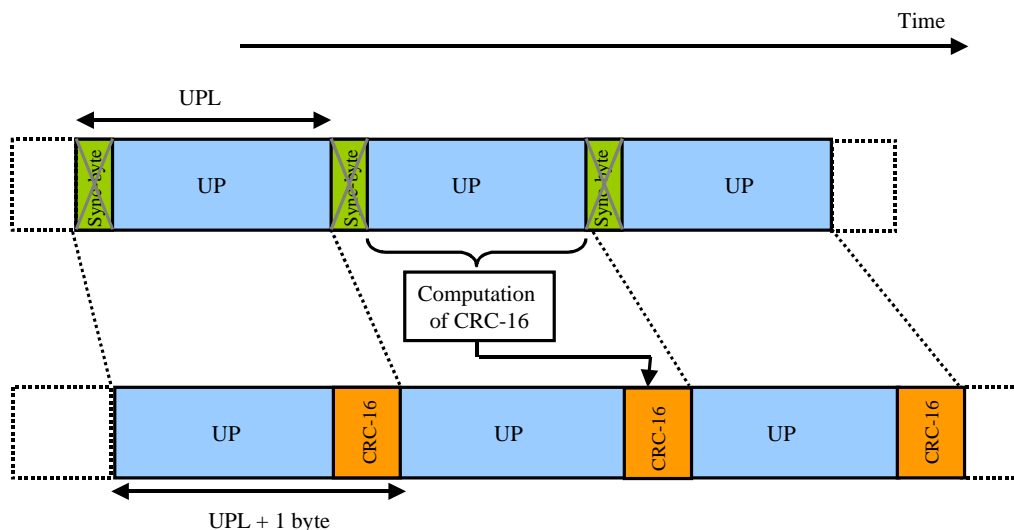 Time
UPL
Sync-byte
UP
Sync-byte
UP
Sync-byte
UP
Computation
of CRC-16
UP
CRC-16
UP
CRC-16
UP
CRC-16
UPL + 1 byte